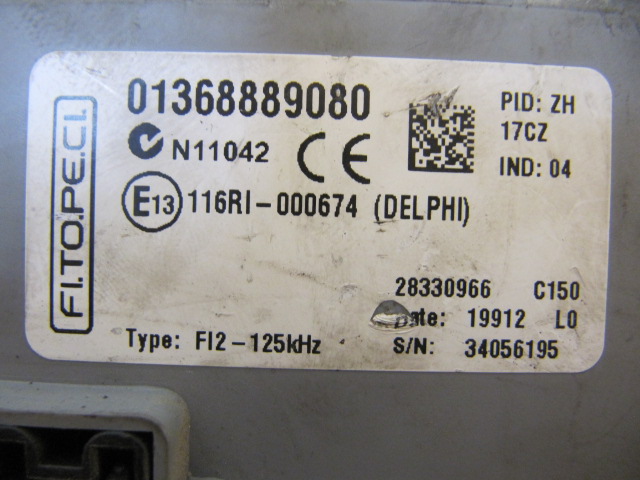 FI.TO.PE.CI.
01368889080
N11042 CE
E13 116RI-000674 (DELPHI)
PID: ZH
17CZ
IND: 04
28330966 C150
Date: 19912 L0
Type: FI2-125kHz
S/N: 34056195